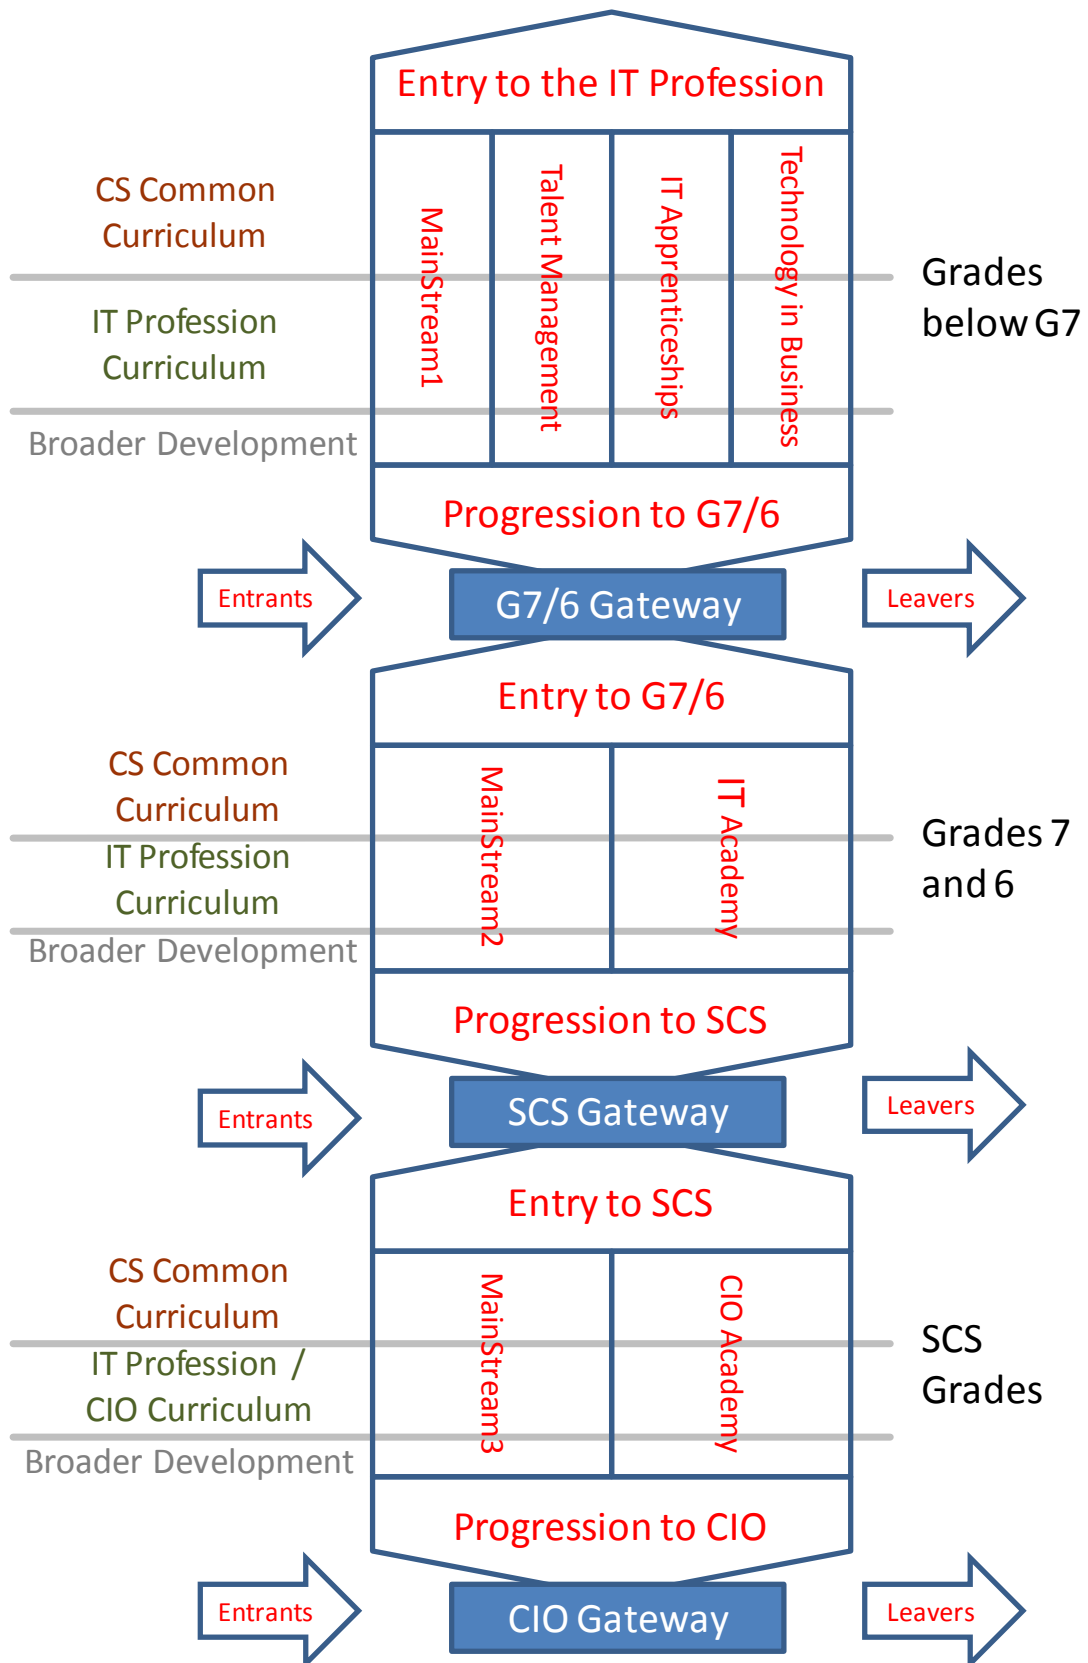 Entry to the IT Profession
CS Common
Curriculum
IT Profession
Curriculum
Broader Development
MainStream1
Talent Management
IT Apprenticeships
Technology in Business
Grades
below G7
Progression to G7/6
Entrants
G7/6 Gateway
Leavers
Entry to G7/6
CS Common
Curriculum
IT Profession
Curriculum
Broader Development
MainStream2
IT Academy
Grades 7
and 6
Progression to SCS
Entrants
SCS Gateway
Leavers
Entry to SCS
CS Common
Curriculum
IT Profession /
CIO Curriculum
Broader Development
MainStream3
CIO Academy
SCS
Grades
Progression to CIO
Entrants
CIO Gateway
Leavers